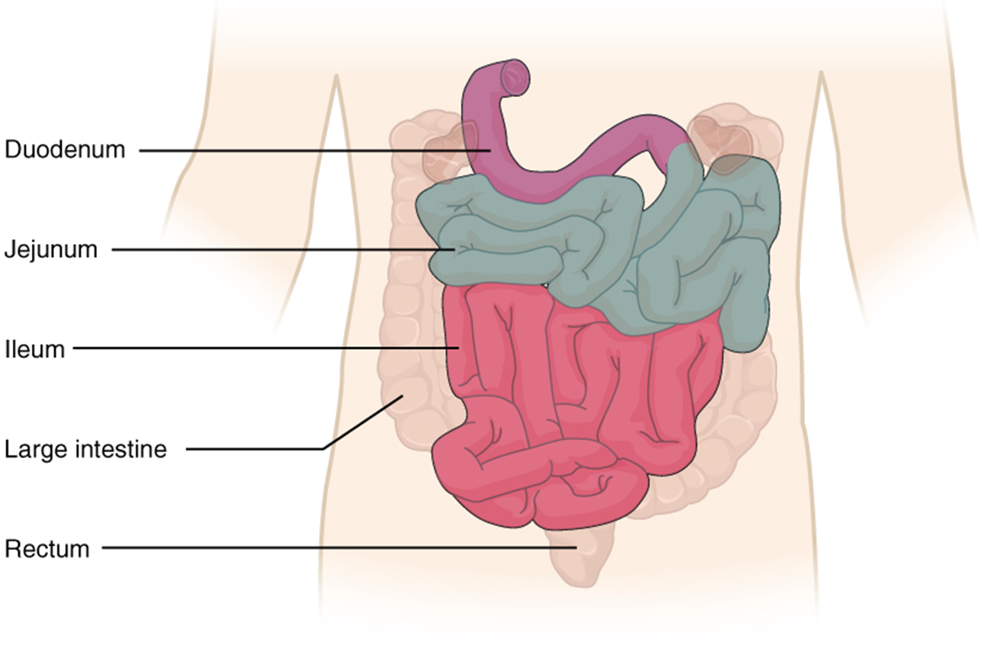 Duodenum
Jejunum
Ileum
Large intestine
Rectum